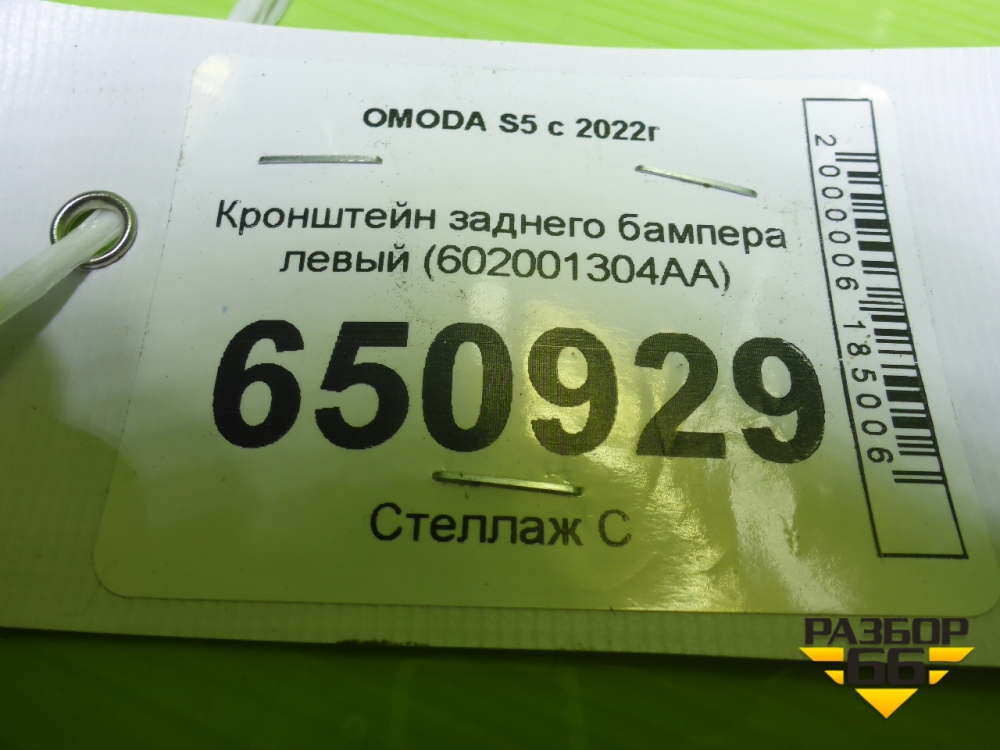 OMODA S5 с 2022г
Кронштейн заднего бампера
левый (602001304AA)
650929
Стеллаж С
2000006185006
РАЗБОР
66